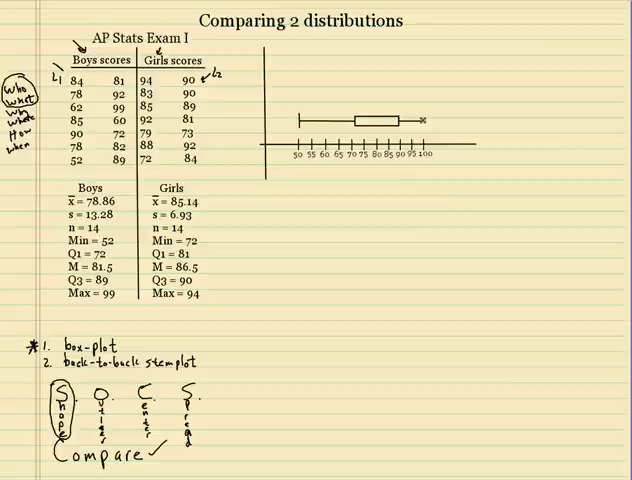 Comparing 2 distributions
AP Stats Exam I
Boys scores Girls scores
L1 84 81 94 90 L2
78 92 83 90
62 99 85 89
85 60 92 81
90 72 79 73
78 82 88 92
52 89 72 84
Who
What
Why
Where
How
When
50 55 60 65 70 75 80 85 90 95 100
Boys Girls
x̄ = 78.86 x̄ = 85.14
s = 13.28 s = 6.93
n = 14 n = 14
Min = 52 Min = 72
Q1 = 72 Q1 = 81
M = 81.5 M = 86.5
Q3 = 89 Q3 = 90
Max = 99 Max = 94
* 1. box-plot
2. back-to-back stemplot
Shape Outlier Center Spread
Compare ✓